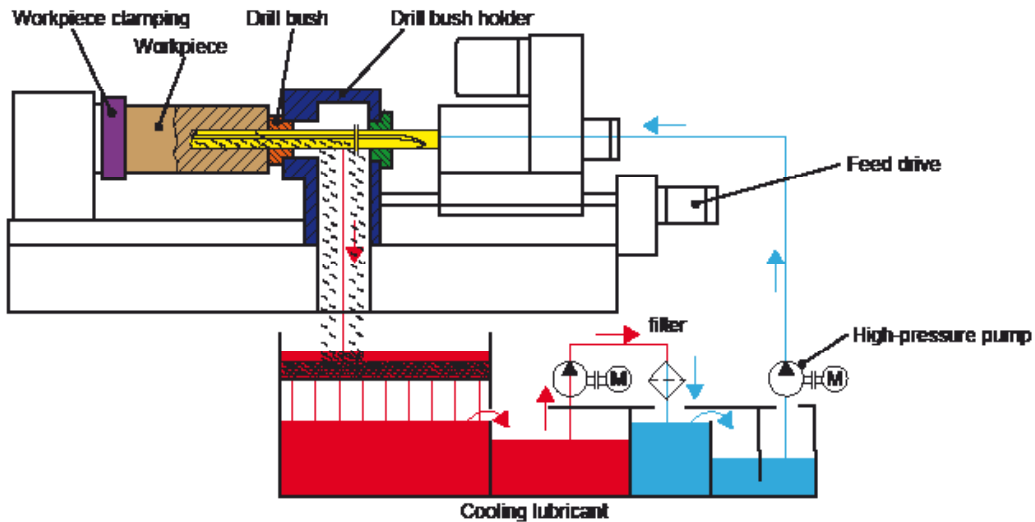 Workpiece clamping
Drill bush
Drill bush holder
Workpiece
Feed drive
filter
High-pressure pump
M
M
Cooling lubricant